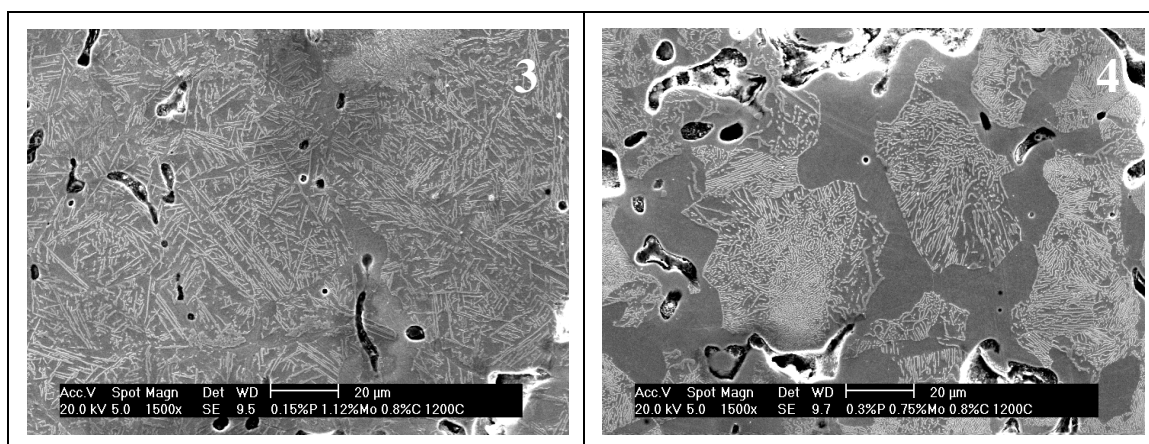 3
Acc.V Spot Magn Det WD 20 µm
20.0 kV 5.0 1500x SE 9.5 0.15%P 1.12%Mo 0.8%C 1200C
4
Acc.V Spot Magn Det WD 20 µm
20.0 kV 5.0 1500x SE 9.7 0.3%P 0.75%Mo 0.8%C 1200C